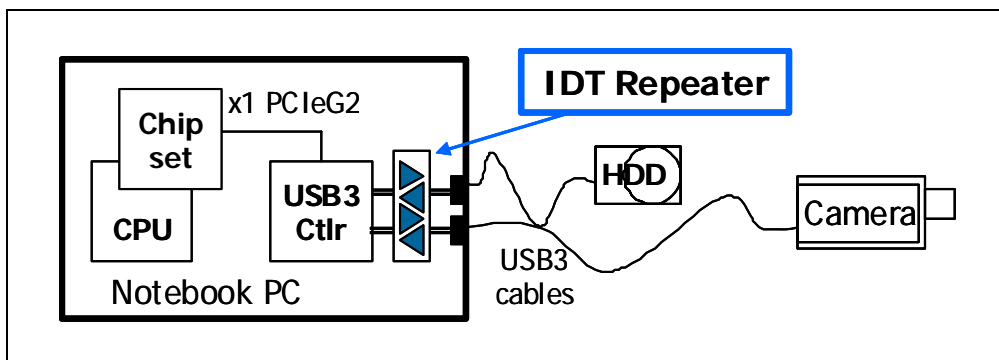 IDT Repeater
x1 PCIeG2
Chip
set
CPU
USB3
Ctlr
HDD
Camera
USB3
cables
Notebook PC